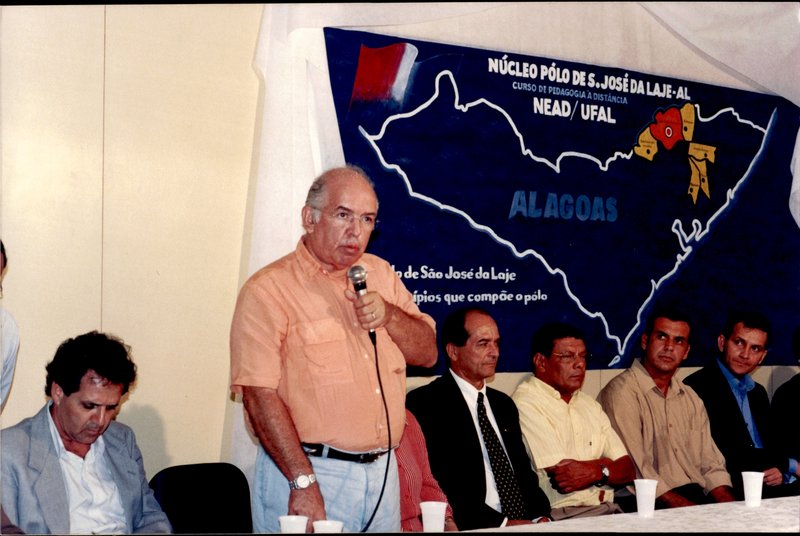 NÚCLEO PÓLO DE S. JOSÉ DA LAJE-AL
CURSO DE PEDAGOGIA À DISTÂNCIA
NEAD/UFAL
ALAGOAS
de São José da Laje
que compõe o pólo